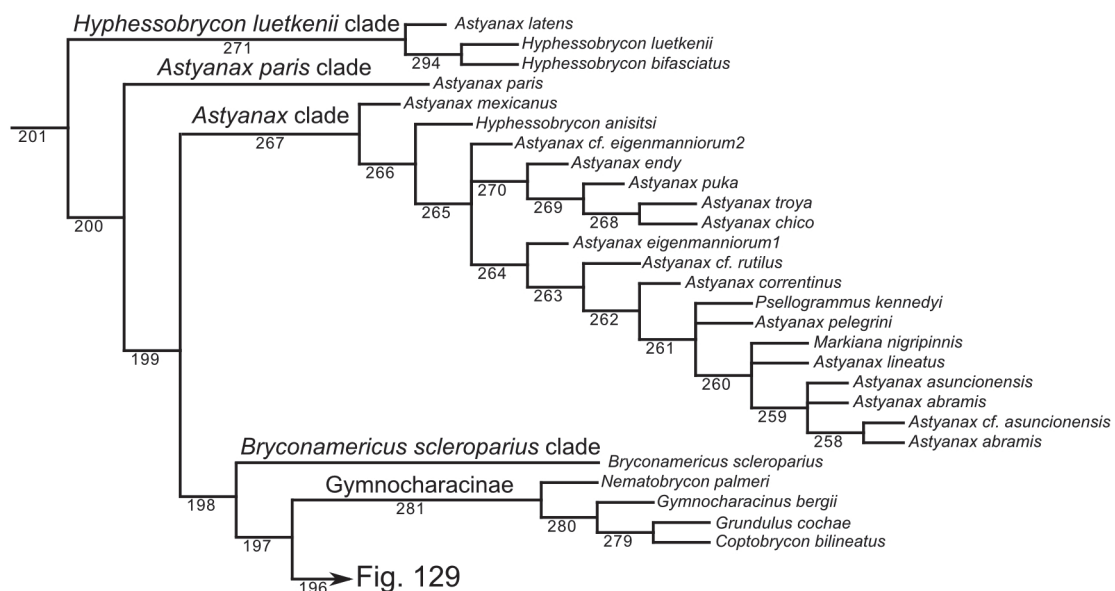 Hyphessobrycon luetkenii clade
271
Astyanax latens
294
Hyphessobrycon luetkenii
Hyphessobrycon bifasciatus
201
Astyanax paris clade
Astyanax paris
200
Astyanax clade
267
Astyanax mexicanus
266
Hyphessobrycon anisitsi
265
Astyanax cf. eigenmanniorum2
270
Astyanax endy
269
Astyanax puka
268
Astyanax troya
Astyanax chico
264
Astyanax eigenmanniorum1
263
Astyanax cf. rutilus
262
Astyanax correntinus
261
Psellogrammus kennedyi
Astyanax pelegrini
260
Markiana nigripinnis
Astyanax lineatus
259
Astyanax asuncionensis
Astyanax abramis
258
Astyanax cf. asuncionensis
Astyanax abramis
199
198
Bryconamericus scleroparius clade
Bryconamericus scleroparius
197
Gymnocharacinae
281
Nematobrycon palmeri
280
Gymnocharacinus bergii
279
Grundulus cochae
Coptobrycon bilineatus
196
Fig. 129